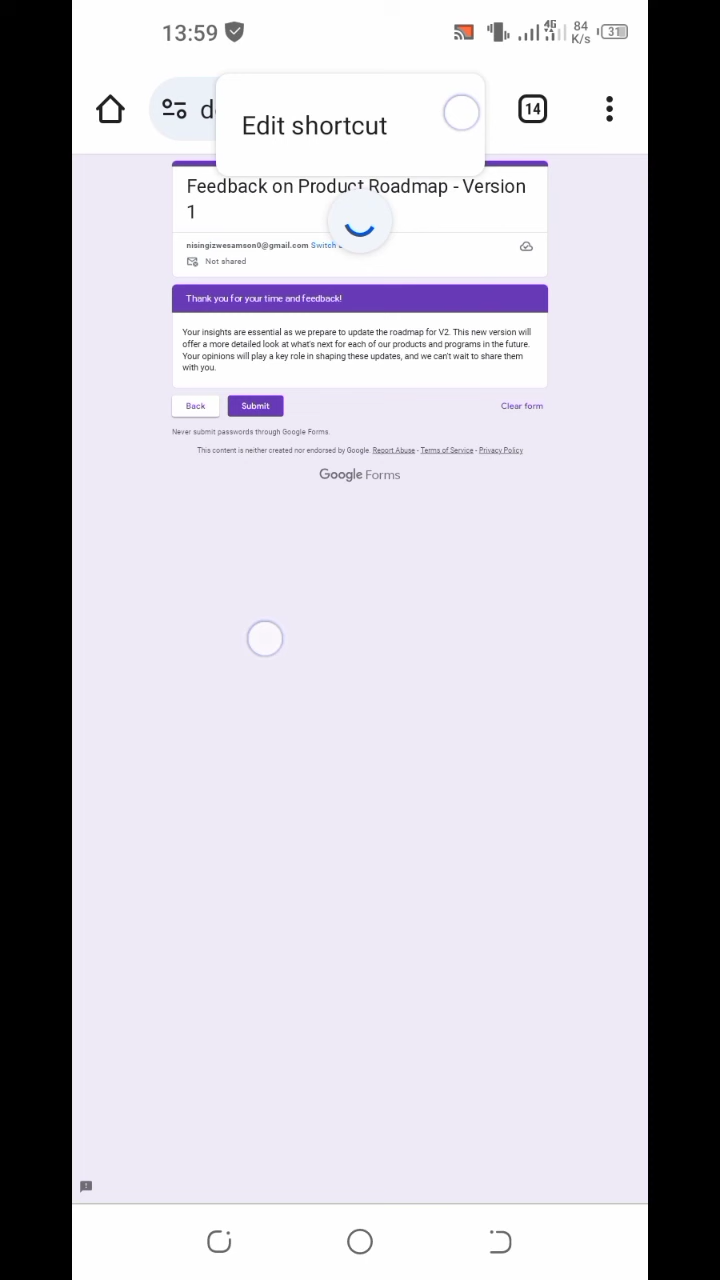 13:59
4G
84
K/s
31
Edit shortcut
14
Feedback on Product Roadmap - Version
1
nisingizwesamson0@gmail.com Switch
Not shared
Thank you for your time and feedback!
Your insights are essential as we prepare to update the roadmap for V2. This new version will
offer a more detailed look at what's next for each of our products and programs in the future.
Your opinions will play a key role in shaping these updates, and we can't wait to share them
with you.
Back
Submit
Clear form
Never submit passwords through Google Forms.
This content is neither created nor endorsed by Google. Report Abuse - Terms of Service - Privacy Policy
Google Forms